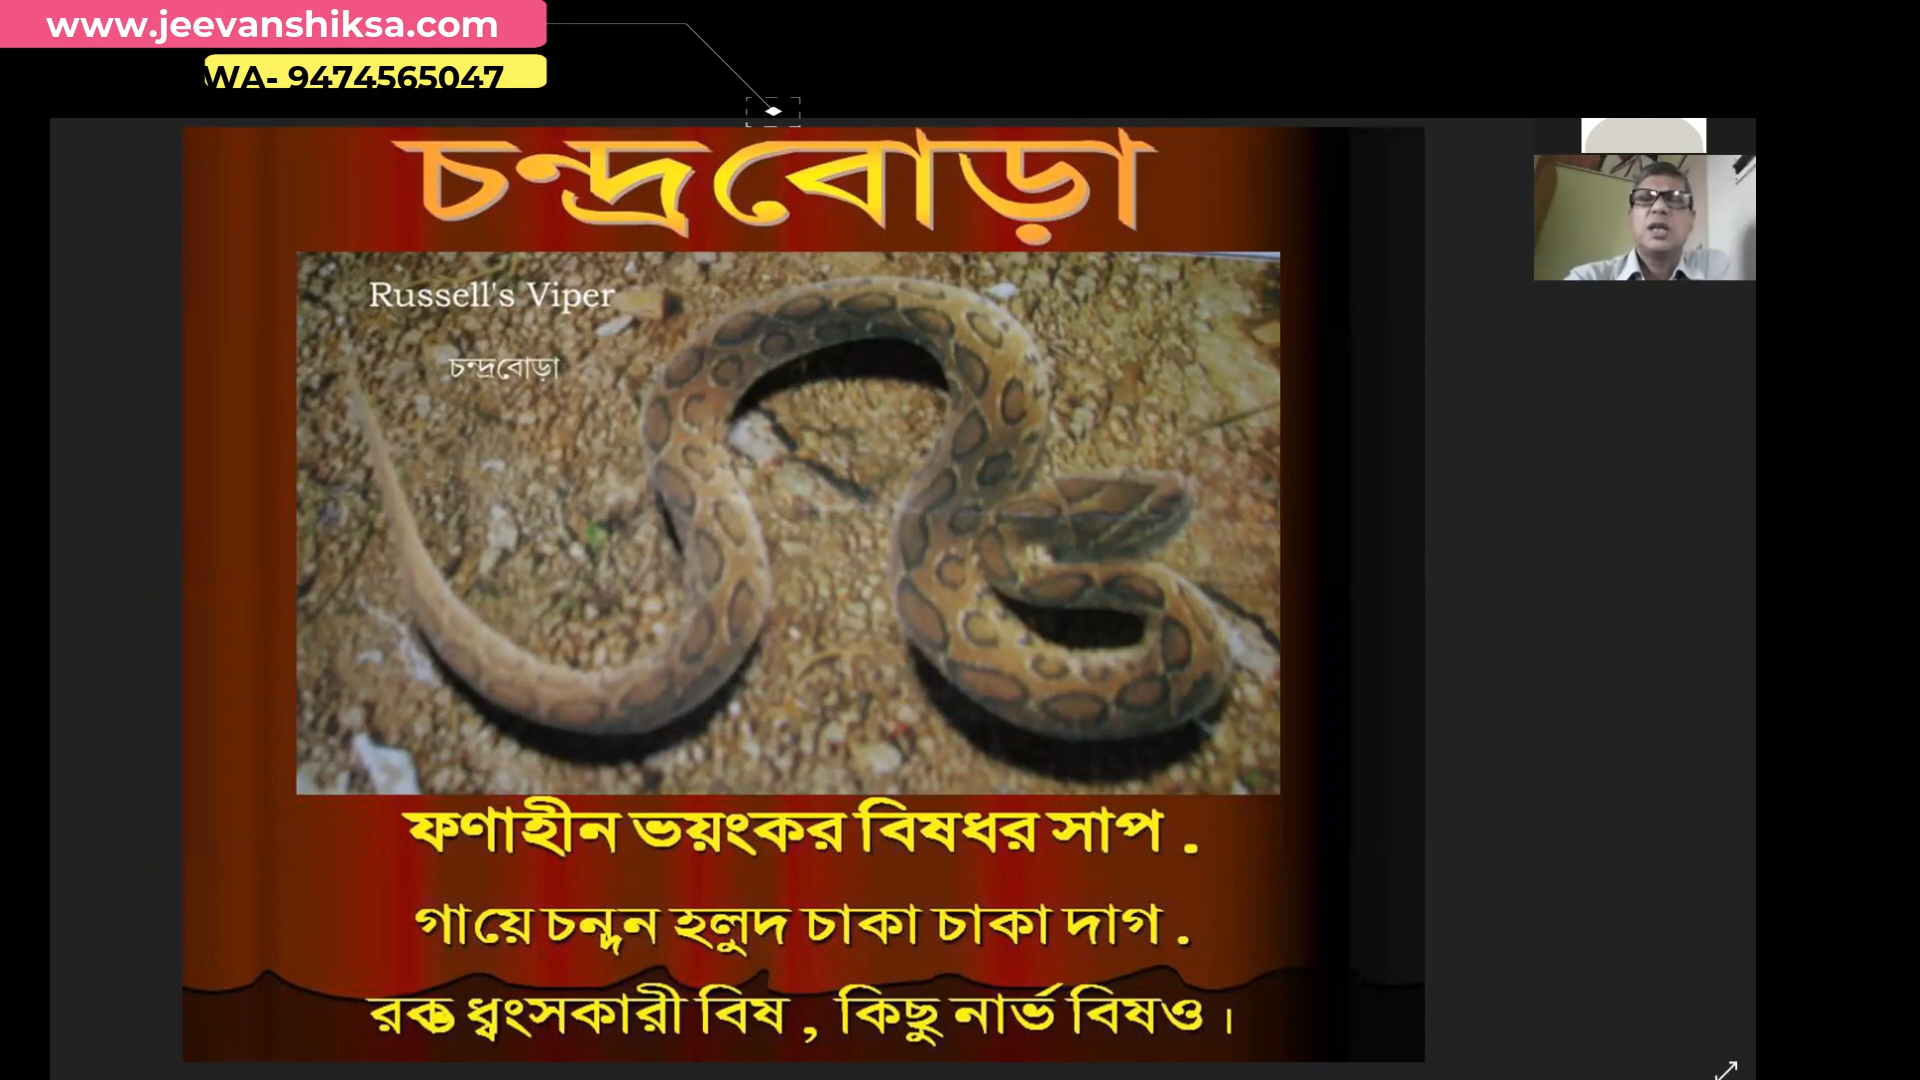 www.jeevanshiksa.com
WA- 9474565047
চন্দ্রবোড়া
Russell's Viper
চন্দ্রবোড়া
ফণাহীন ভয়ংকর বিষধর সাপ .
গায়ে চন্দন হলুদ চাকা চাকা দাগ .
রক্ত ধ্বংসকারী বিষ , কিছু নার্ভ বিষও ।